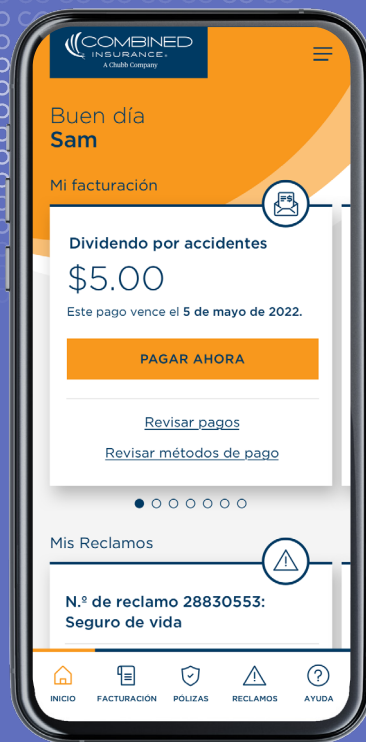 COMBINED
INSURANCE®
A Chubb Company
Buen día
Sam
Mi facturación
Dividendo por accidentes
$5.00
Este pago vence el 5 de mayo de 2022.
PAGAR AHORA
Revisar pagos
Revisar métodos de pago
Mis Reclamos
N.º de reclamo 28830553:
Seguro de vida
INICIO
FACTURACIÓN
PÓLIZAS
RECLAMOS
AYUDA